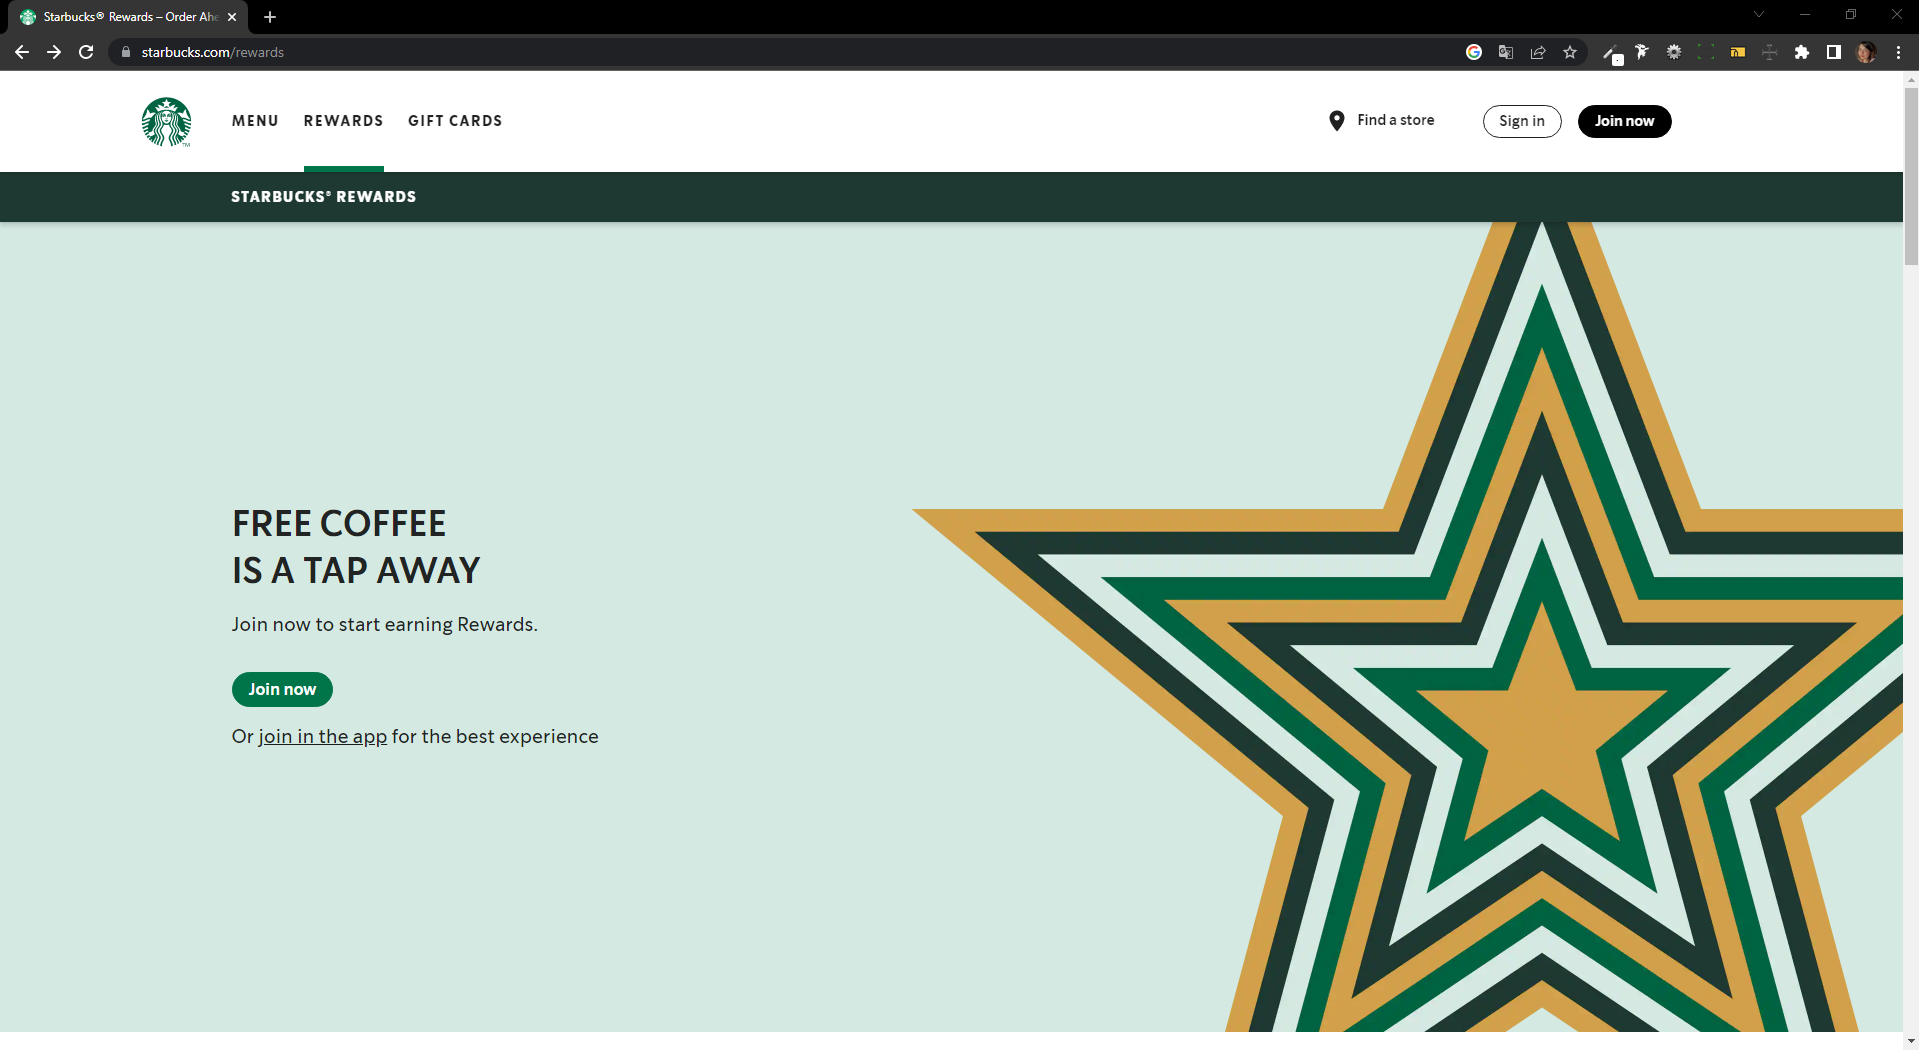 Starbucks® Rewards – Order Ahe
starbucks.com/rewards
MENU REWARDS GIFT CARDS Find a store Sign in Join now
TM
STARBUCKS® REWARDS
FREE COFFEE
IS A TAP AWAY
Join now to start earning Rewards.
Join now
Or join in the app for the best experience